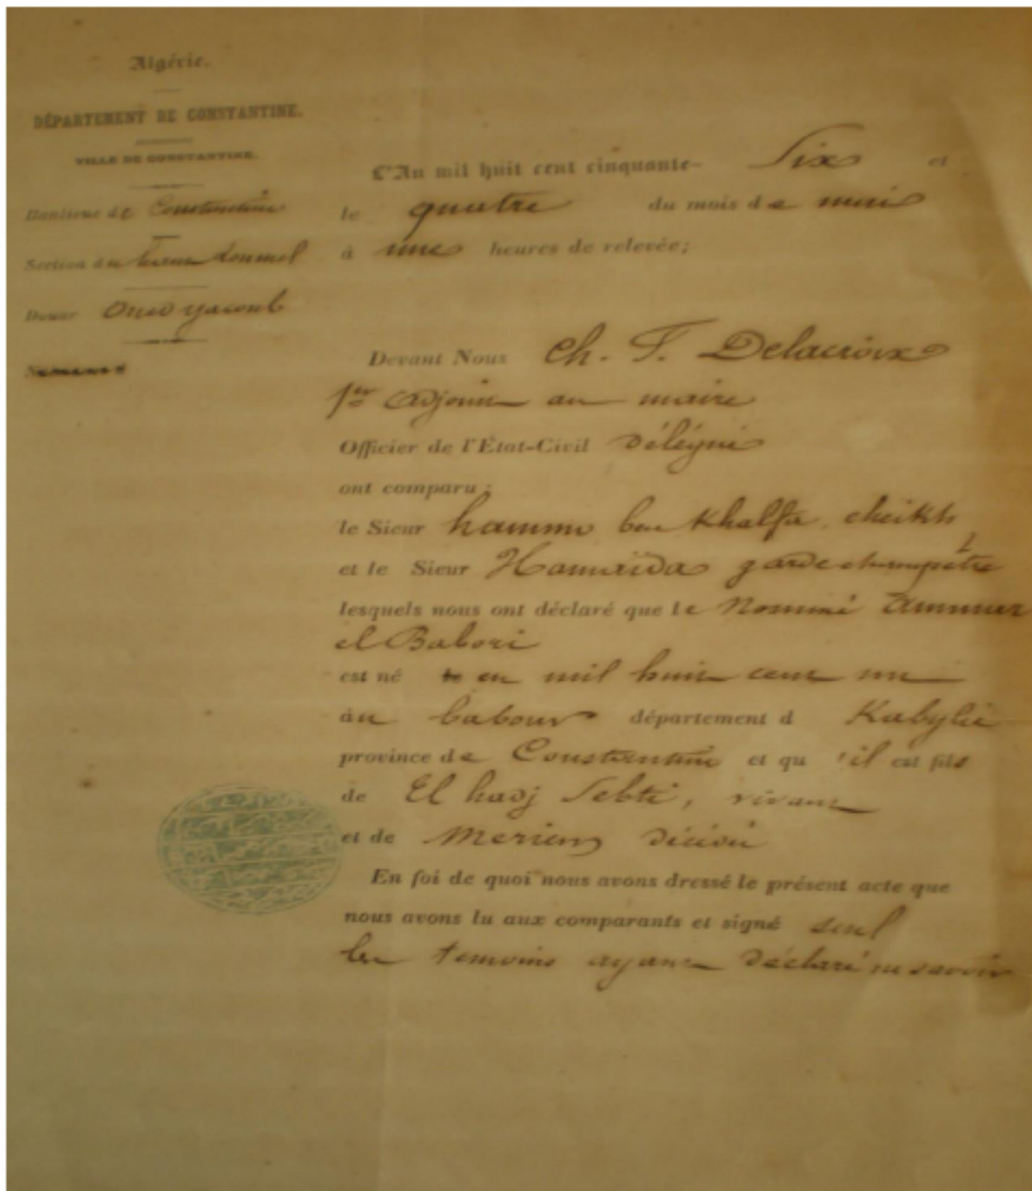 Algérie.
DÉPARTEMENT DE CONSTANTINE.
VILLE DE CONSTANTINE.
Banlieue de Constantine
Section du
Douar Oued yacoub
L'An mil huit cent cinquante- Six et
le quatre du mois de mai
à une heures de relevée;
Devant Nous Ch. F. Delacroix
1er adjoint au maire
Officier de l'État-Civil délégué
ont comparu;
le Sieur hammou ben Khalfa cheikh
et le Sieur Hamaïda garde champêtre
lesquels nous ont déclaré que le nommé Ammar
el Babori
est né en mil huit cent un
au babour département d Kabylie
province de Constantine et qu 'il est fils
de El hadj Sebti, vivant
et de Meriem décédé
En foi de quoi nous avons dressé le présent acte que
nous avons lu aux comparants et signé seul
les temoins ayant déclaré ne savoir